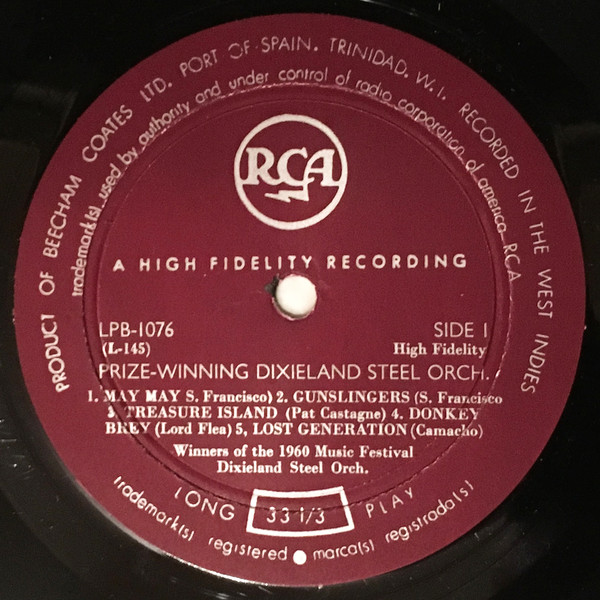 PRODUCT OF BEECHAM COATES LTD. PORT OF SPAIN. TRINIDAD. W.I. RECORDED IN THE WEST INDIES
trademark(s) used by authority and under control of radio corporation of america-RCA
RCA
A HIGH FIDELITY RECORDING
LPB-1076 SIDE 1
(L-145) High Fidelity
PRIZE-WINNING DIXIELAND STEEL ORCH.
1. MAY MAY S. Francisco) 2. GUNSLINGERS (S. Francisco
3. TREASURE ISLAND (Pat Castagne) 4. DONKEY
BREY (Lord Flea) 5, LOST GENERATION (Camacho)
Winners of the 1960 Music Festival
Dixieland Steel Orch.
LONG 33 1/3 PLAY
trademark(s) registered • marca(s) registrada(s)